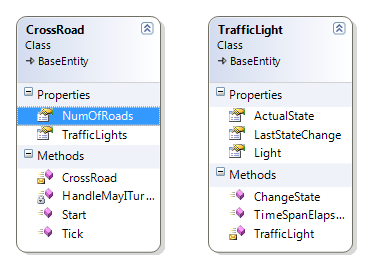 CrossRoad
Class
BaseEntity
Properties
NumOfRoads
TrafficLights
Methods
CrossRoad
HandleMayITur...
Start
Tick
TrafficLight
Class
BaseEntity
Properties
ActualState
LastStateChange
Light
Methods
ChangeState
TimeSpanElaps...
TrafficLight